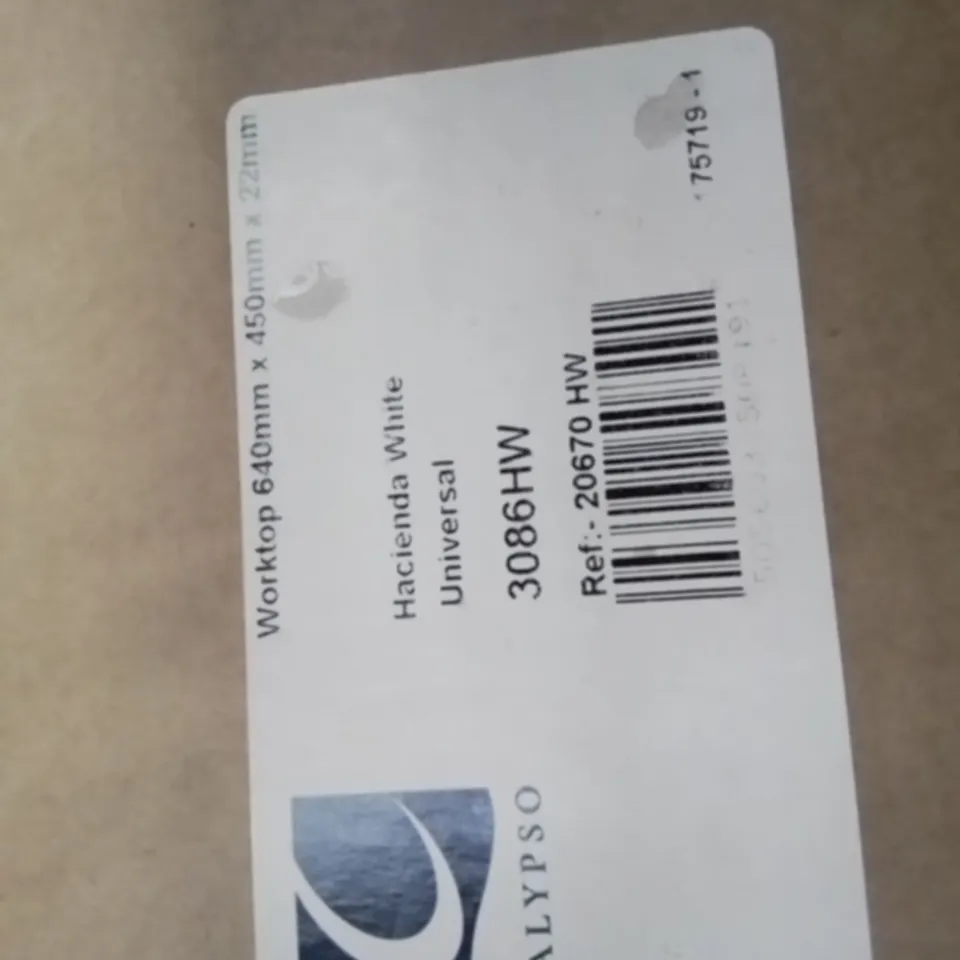 Worktop 640mm x 450mm x 22mm
Hacienda White
Universal
3086HW
Ref:- 20670 HW
75719-1
ALYPSO